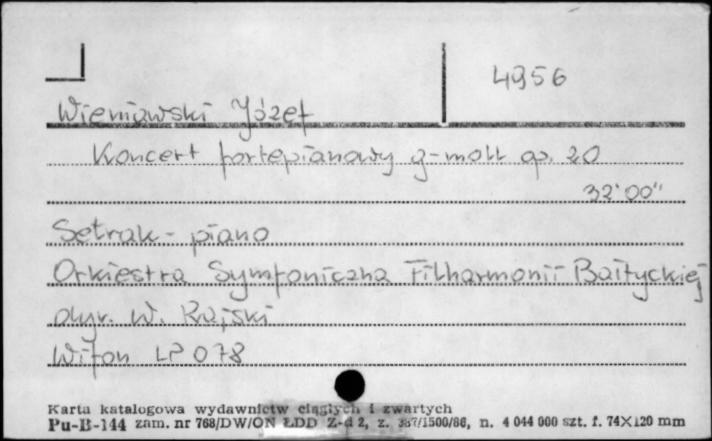 4956
Wieniawski Józef
Koncert fortepianowy g-moll op. 20
32'00"
Setrak - piano
Orkiestra Symfoniczna Filharmonii Bałtyckiej
dyr. W. Rajski
Wifon LP 078
Karta katalogowa wydawnictw ciągłych i zwartych
Pu-B-144 zam. nr 768/DW/ON ŁDD Z-d 2, z. 387/1500/86, n. 4 044 000 szt. f. 74X120 mm